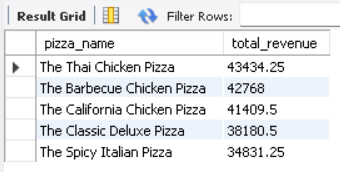 Result Grid Filter Rows:
pizza_name total_revenue
The Thai Chicken Pizza 43434.25
The Barbecue Chicken Pizza 42768
The California Chicken Pizza 41409.5
The Classic Deluxe Pizza 38180.5
The Spicy Italian Pizza 34831.25